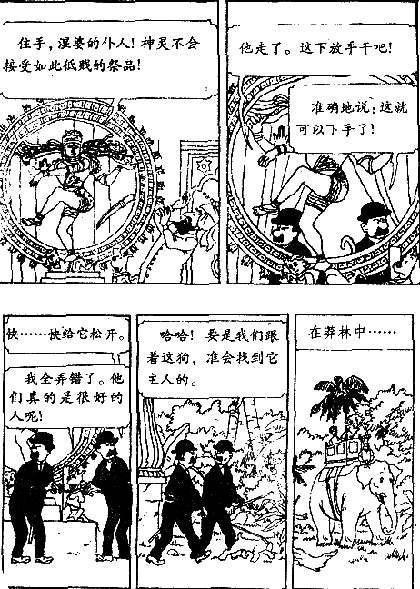 住手，湿婆的仆人！神灵不会
接受如此低贱的祭品！
他走了。这下放手干吧！
准确地说：这就
可以下手了！
快……快给它松开。
我全弄错了。他
们真的是很好的
人呢！
哈哈！要是我们跟
着这狗，准会找到它
主人的。
在莽林中……